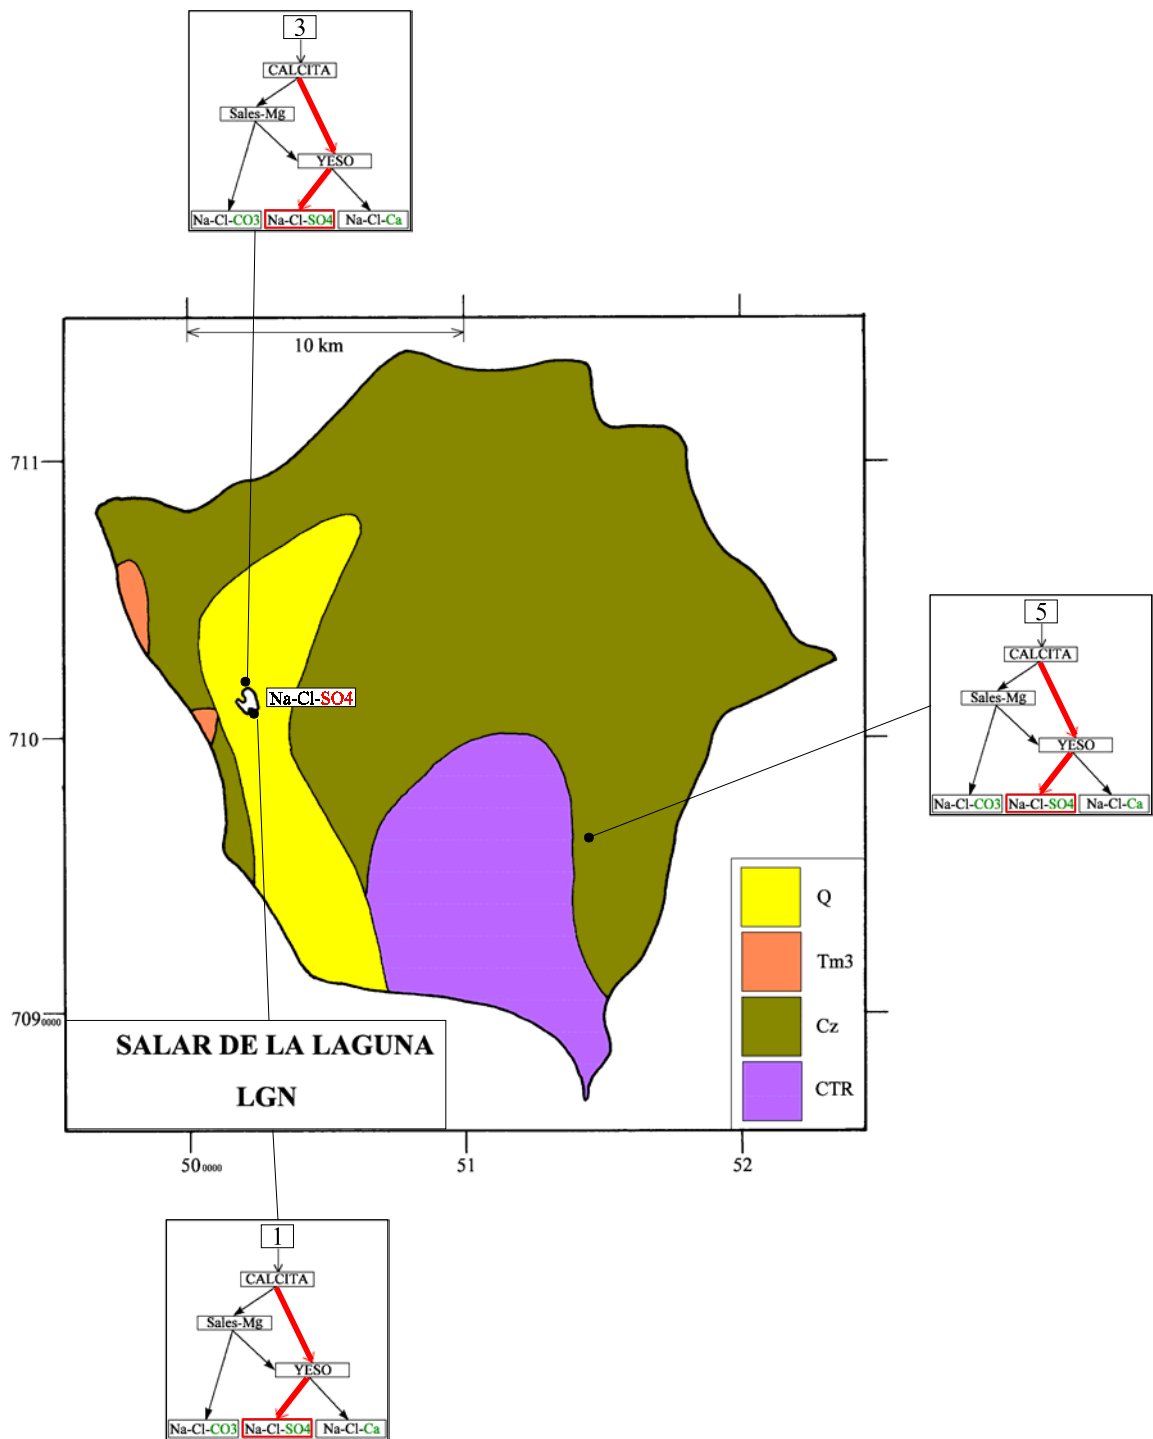 3
CALCITA
Sales-Mg
YESO
Na-Cl-CO3 Na-Cl-SO4 Na-Cl-Ca
10 km
711
710
709 0000
Na-Cl-SO4
5
CALCITA
Sales-Mg
YESO
Na-Cl-CO3 Na-Cl-SO4 Na-Cl-Ca
Q
Tm3
Cz
CTR
SALAR DE LA LAGUNA
LGN
50 0000 51 52
1
CALCITA
Sales-Mg
YESO
Na-Cl-CO3 Na-Cl-SO4 Na-Cl-Ca